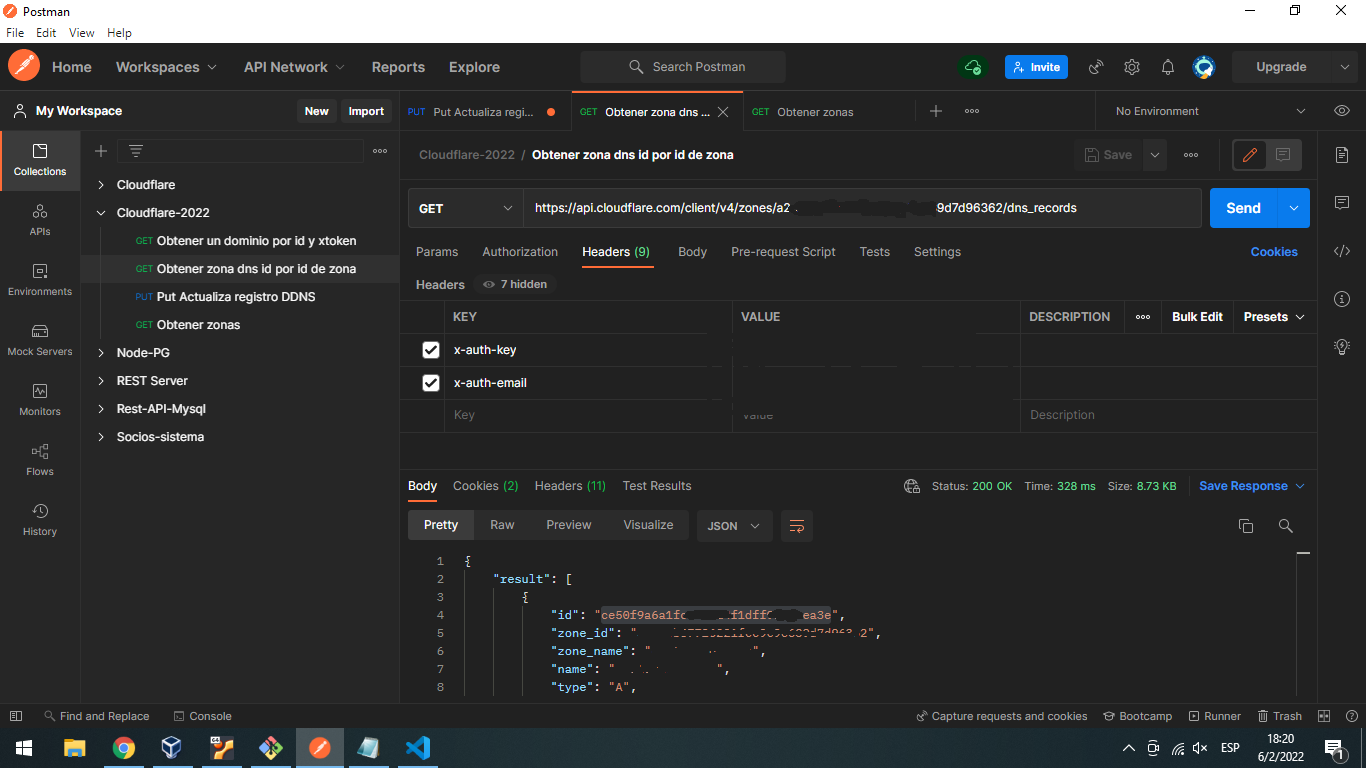 Postman
File Edit View Help
Home Workspaces API Network Reports Explore Search Postman Invite Upgrade
My Workspace New Import
PUT Put Actualiza regi... GET Obtener zona dns ... GET Obtener zonas No Environment
Collections
APIs
Environments
Mock Servers
Monitors
Flows
History
Cloudflare
Cloudflare-2022
GET Obtener un dominio por id y xtoken
GET Obtener zona dns id por id de zona
PUT Put Actualiza registro DDNS
GET Obtener zonas
Node-PG
REST Server
Rest-API-Mysql
Socios-sistema
Cloudflare-2022 / Obtener zona dns id por id de zona Save
GET https://api.cloudflare.com/client/v4/zones/a2 9d7d96362/dns_records Send
Params Authorization Headers (9) Body Pre-request Script Tests Settings Cookies
Headers 7 hidden
KEY VALUE DESCRIPTION Bulk Edit Presets
x-auth-key
x-auth-email
Key Value Description
Body Cookies (2) Headers (11) Test Results Status: 200 OK Time: 328 ms Size: 8.73 KB Save Response
Pretty Raw Preview Visualize JSON
1 {
2 "result": [
3 {
4 "id": "ce50f9a6a1fc f1dff ea3e",
5 "zone_id": " ",
6 "zone_name": " ",
7 "name": " ",
8 "type": "A",
Find and Replace Console Capture requests and cookies Bootcamp Runner Trash
ESP
18:20
6/2/2022
1